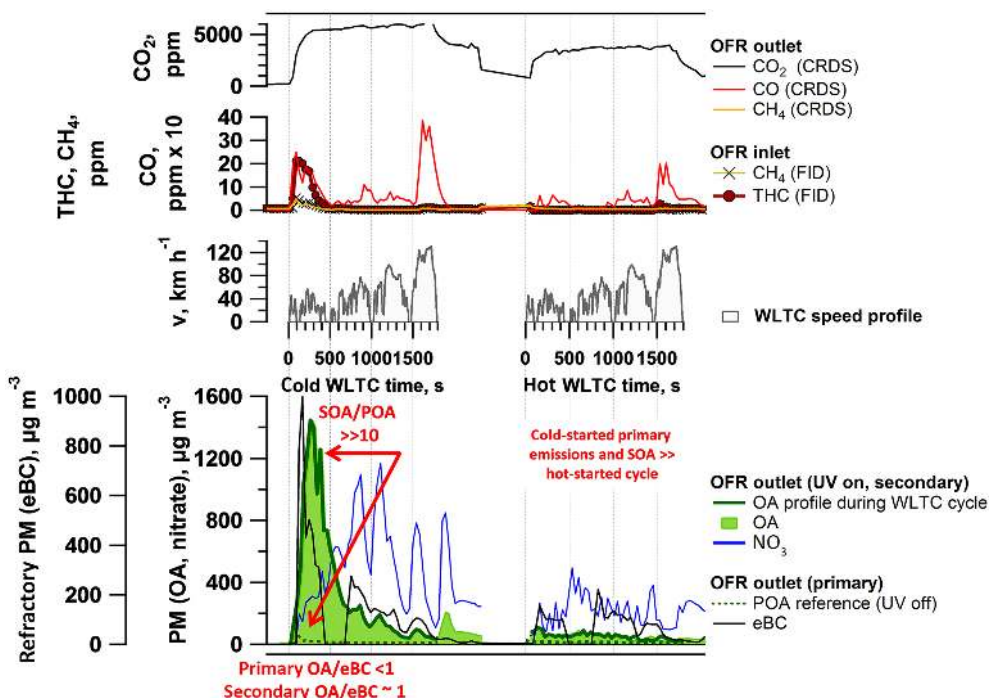 CO2, ppm
5000
0
OFR outlet
CO2 (CRDS)
CO (CRDS)
CH4 (CRDS)
THC, CH4, ppm
CO, ppm x 10
40
30
20
10
0
OFR inlet
CH4 (FID)
THC (FID)
v, km h-1
120
80
40
0
WLTC speed profile
0 500 1000 1500
0 500 1000 1500
Cold WLTC time, s
Hot WLTC time, s
Refractory PM (eBC), µg m-3
1000
800
600
400
200
0
PM (OA, nitrate), µg m-3
1600
1200
800
400
0
SOA/POA
>>10
Cold-started primary
emissions and SOA >>
hot-started cycle
OFR outlet (UV on, secondary)
OA profile during WLTC cycle
OA
NO3
OFR outlet (primary)
POA reference (UV off)
eBC
Primary OA/eBC <1
Secondary OA/eBC ~ 1